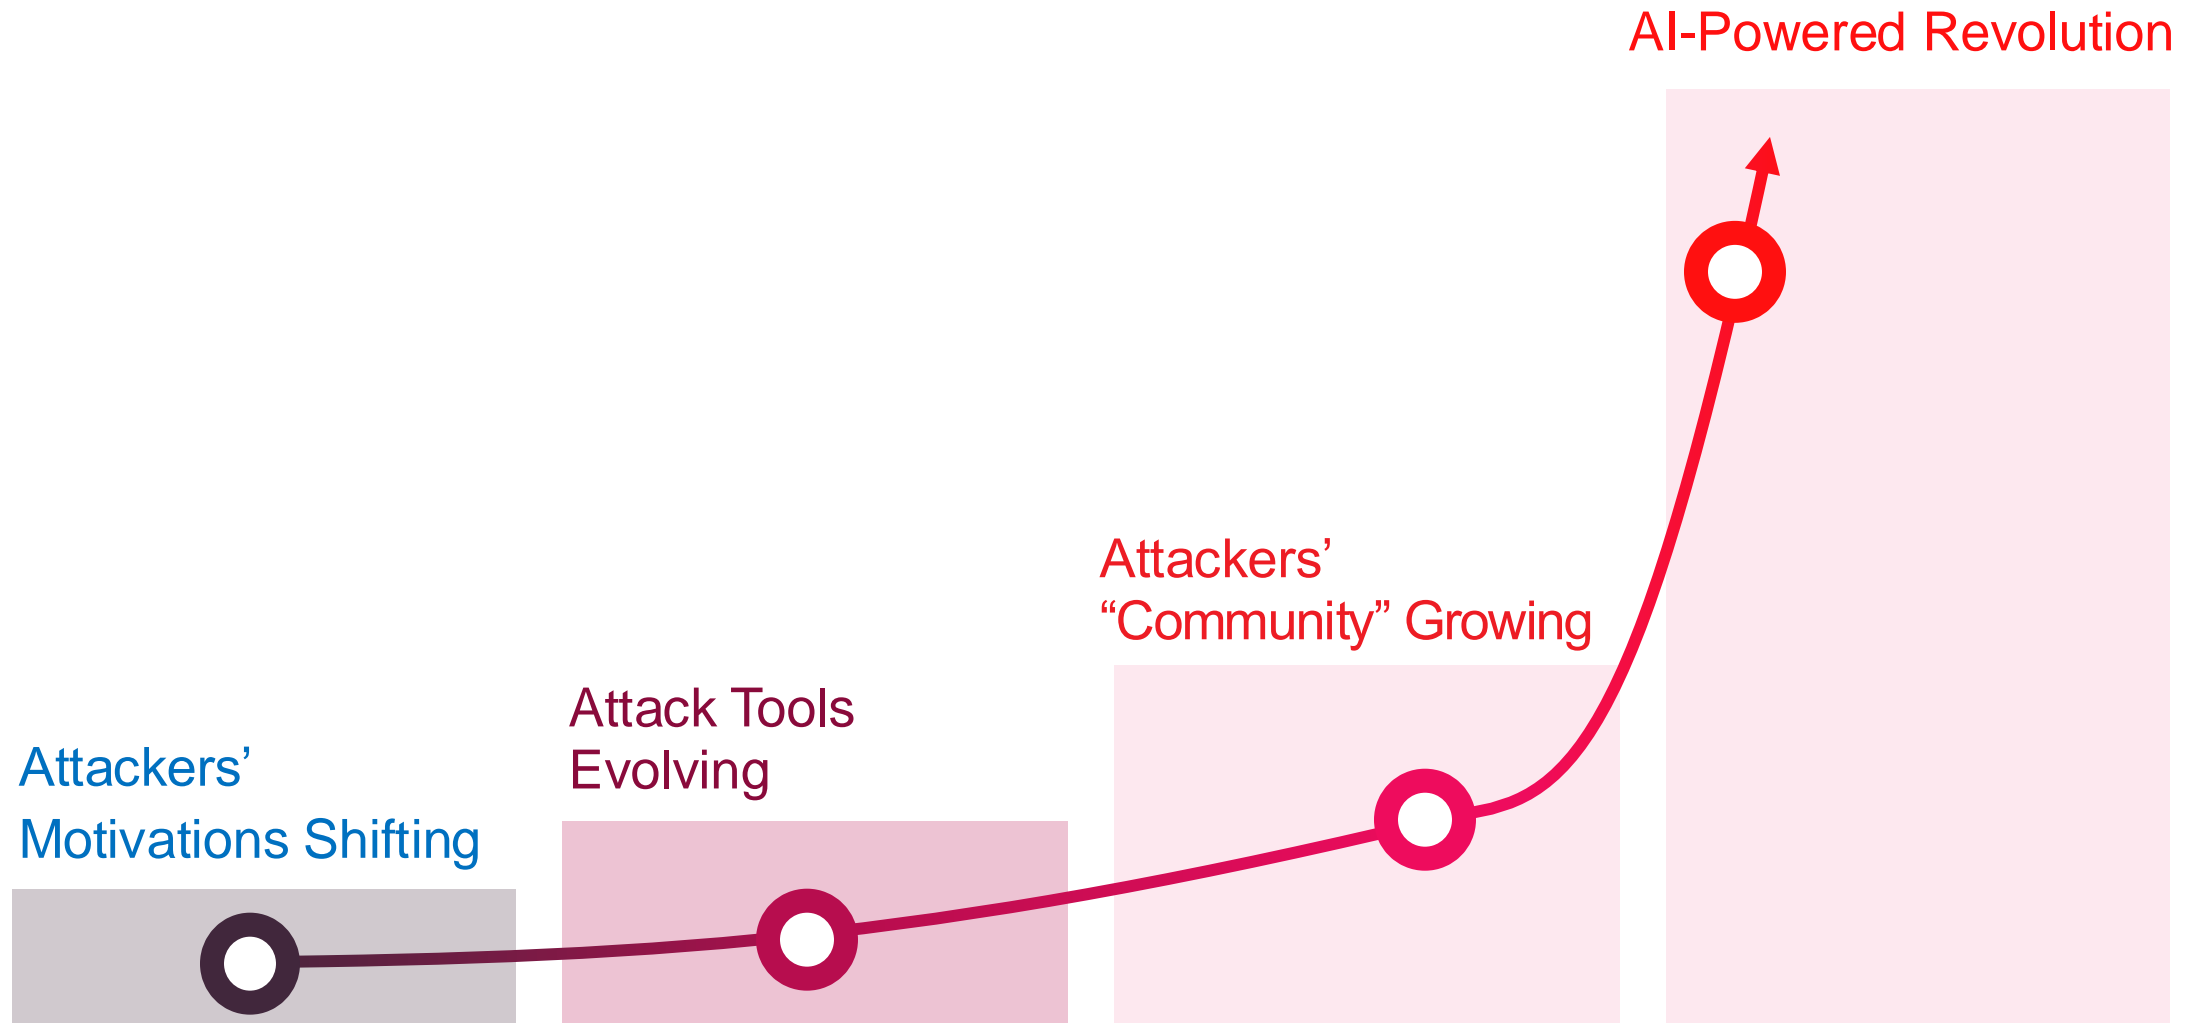 AI-Powered Revolution
Attackers’
“Community” Growing
Attack Tools
Evolving
Attackers’
Motivations Shifting